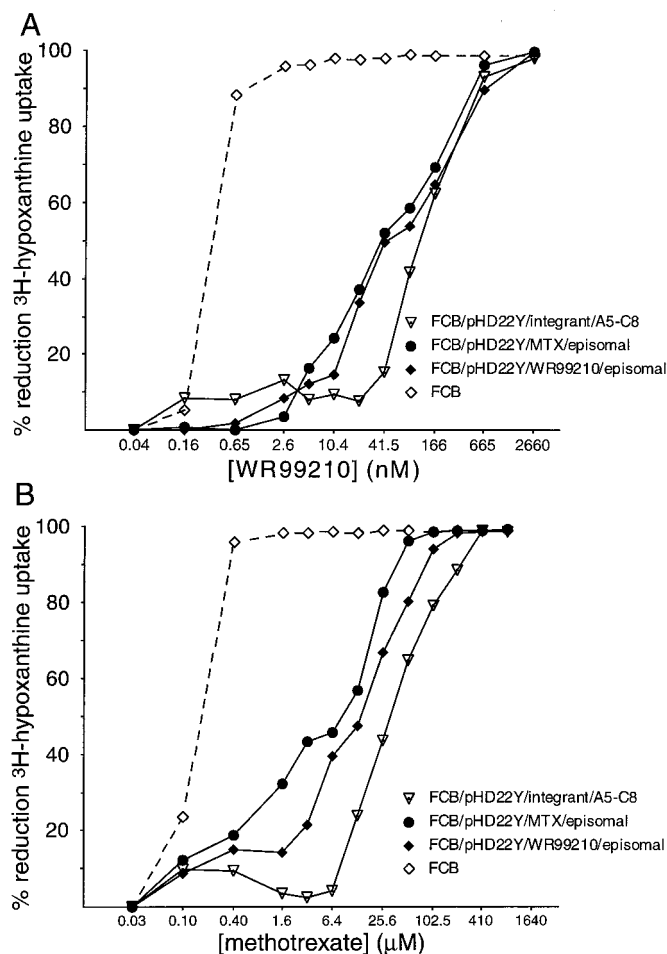 A
% reduction ³H-hypoxanthine uptake
100
80
60
40
20
FCB/pHD22Y/integrant/A5-C8
FCB/pHD22Y/MTX/episomal
FCB/pHD22Y/WR99210/episomal
FCB
0.04 0.16 0.65 2.6 10.4 41.5 166 665 2660
[WR99210] (nM)
B
% reduction ³H-hypoxanthine uptake
100
80
60
40
20
FCB/pHD22Y/integrant/A5-C8
FCB/pHD22Y/MTX/episomal
FCB/pHD22Y/WR99210/episomal
FCB
0.03 0.10 0.40 1.6 6.4 25.6 102.5 410 1640
[methotrexate] (μM)